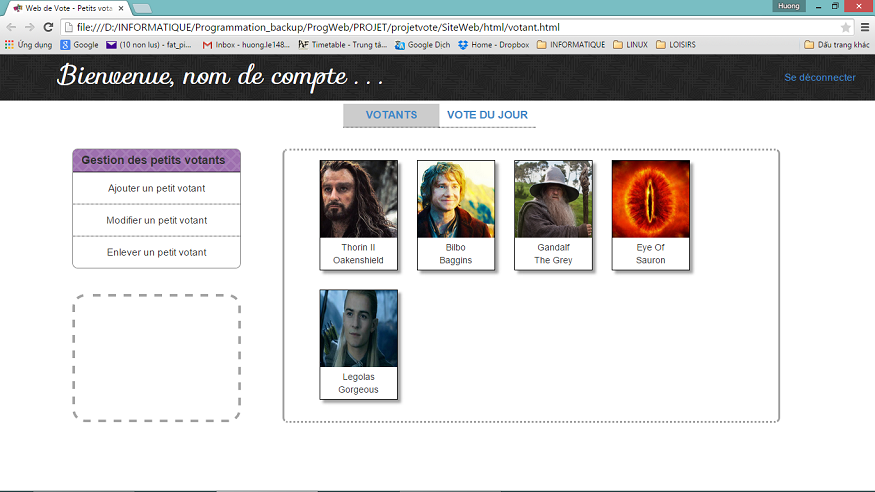 Huong
Web de Vote - Petits vota
file:///D:/INFORMATIQUE/Programmation_backup/ProgWeb/PROJET/projetvote/SiteWeb/html/votant.html
Ứng dụng Google (10 non lus) - fat_pi... Inbox - huong.le148... Timetable - Trung tâ... Google Dịch Home - Dropbox INFORMATIQUE LINUX LOISIRS Dấu trang khác
Bienvenue, nom de compte . . .
Se déconnecter
VOTANTS VOTE DU JOUR
Gestion des petits votants
Ajouter un petit votant
Modifier un petit votant
Enlever un petit votant
Thorin II
Oakenshield
Bilbo
Baggins
Gandalf
The Grey
Eye Of
Sauron
Legolas
Gorgeous